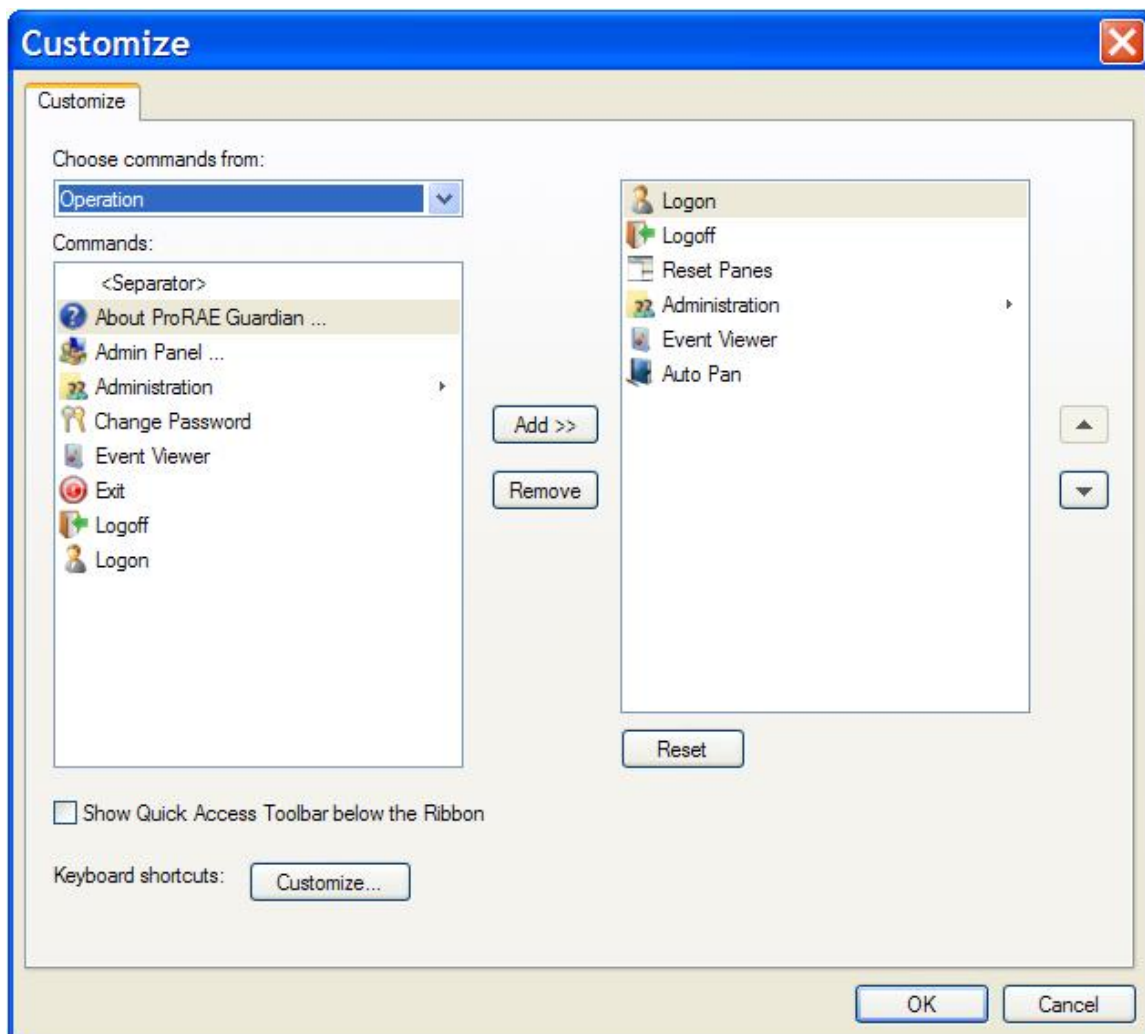 Customize
Customize
Choose commands from:
Operation
Commands:
<Separator>
About ProRAE Guardian ...
Admin Panel ...
Administration
Change Password
Event Viewer
Exit
Logoff
Logon
Add >>
Remove
Logon
Logoff
Reset Panes
Administration
Event Viewer
Auto Pan
Reset
Show Quick Access Toolbar below the Ribbon
Keyboard shortcuts: Customize...
OK Cancel